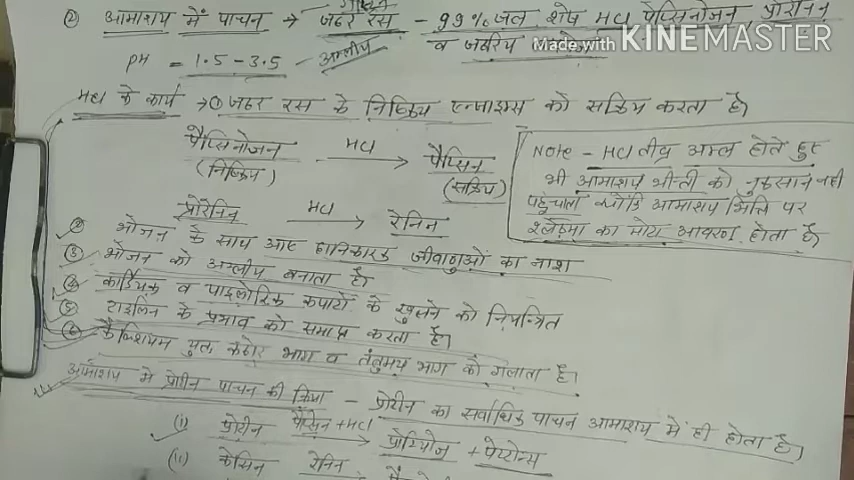 ② आमाशय में पाचन → जठर रस - 99% जल शेष HCl पेप्सिनोजन, प्रोरेनिन
व जठरीय
Made with KINEMASTER
PH = 1.5 - 3.5 - अम्लीय
HCl के कार्य → ① जठर रस के निष्क्रिय एन्जाइम्स को सक्रिय करता है।
पैप्सिनोजन HCl → पैप्सिन
(निष्क्रिय) (सक्रिय)
प्रोरेनिन HCl → रेनिन
Note - HCl तीव्र अम्ल होते हुए
भी आमाशय भीत्ती को नुकसान नहीं
पहुंचाता क्योंकि आमाशय भित्ति पर
श्लेष्मा का मोटा आवरण होता है।
② भोजन के साथ आए हानिकारक जीवाणुओं का नाश
③ भोजन को अम्लीय बनाता है।
④ कार्डियक व पाइलोरिक कपाटो के खुलने को नियन्त्रित
⑤ टाइलिन के प्रभाव को समाप्त करता है।
⑥ कैल्शियम युक्त कठोर भाग व तंतुमय भाग को गलाता है।
आमाशय में प्रोटीन पाचन की क्रिया - प्रोटीन का सर्वाधिक पाचन आमाशय में ही होता है।
(i) प्रोटीन पैप्सिन + HCl → प्रोटियोज + पेप्टोन्स
(ii) केसिन रेनिन